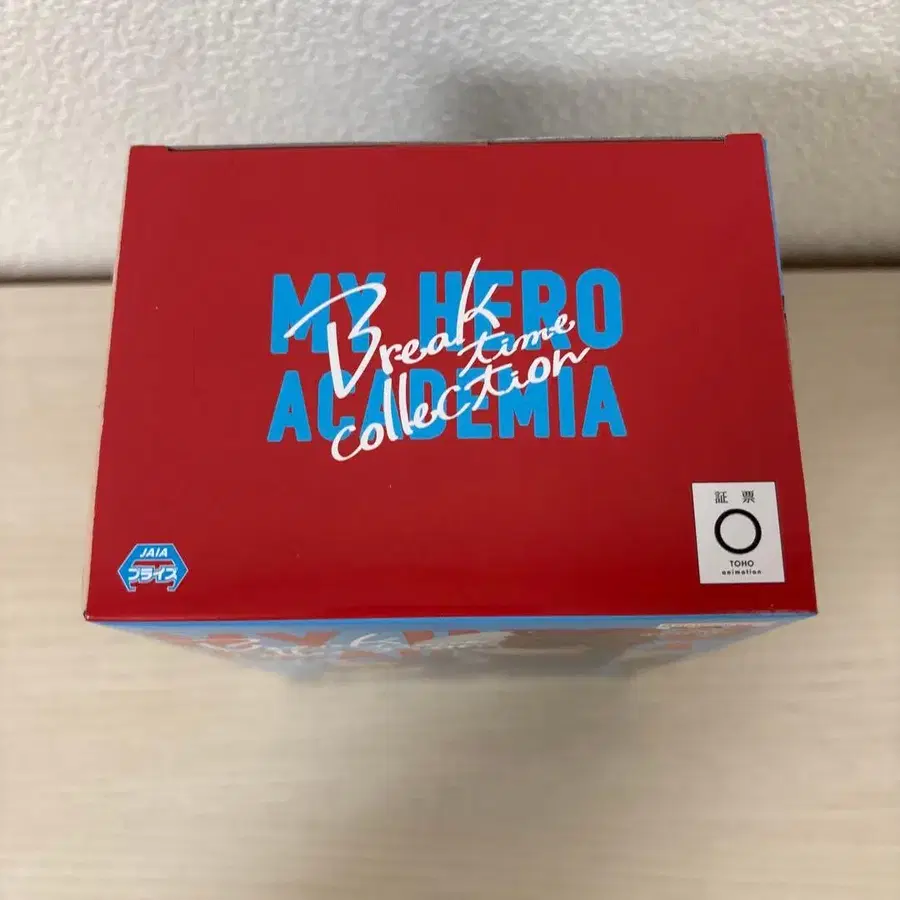 MY HERO
ACADEMIA
Break
time
collection
証 票
TOHO
animation
JAIA
プライズ